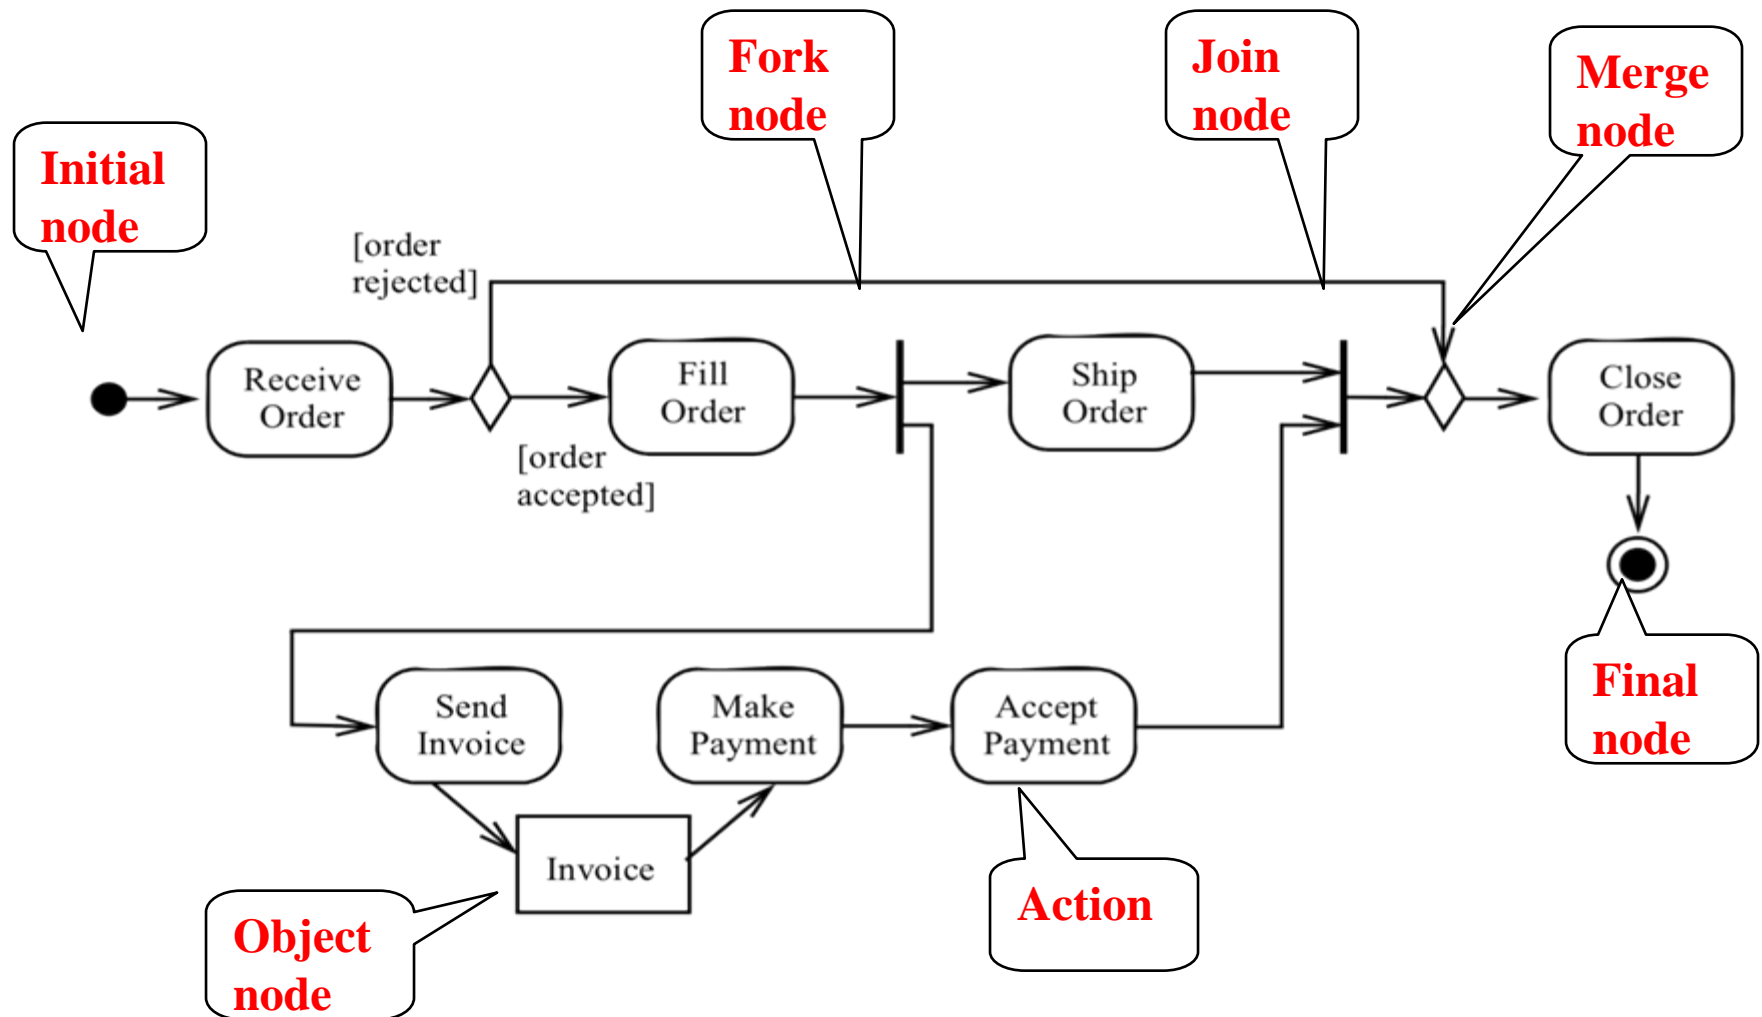 Fork
node
Join
node
Merge
node
Initial
node
[order
rejected]
Receive
Order
Fill
Order
Ship
Order
Close
Order
[order
accepted]
Send
Invoice
Make
Payment
Accept
Payment
Final
node
Invoice
Action
Object
node